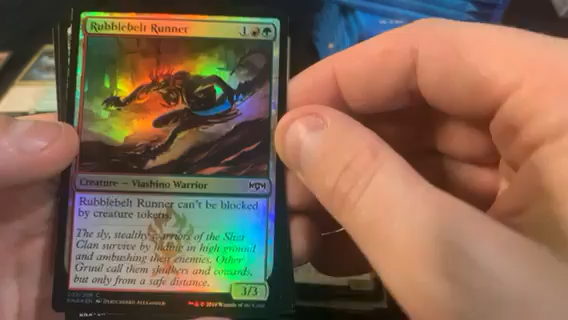 Rubblebelt Runner 1
Creature — Viashino Warrior
Rubblebelt Runner can't be blocked
by creature tokens.
The sly, stealthy warriors of the Slizt
Clan survive by hiding in high ground
and ambushing their enemies. Other
Gruul call them skulkers and cowards,
but only from a safe distance.
3/3